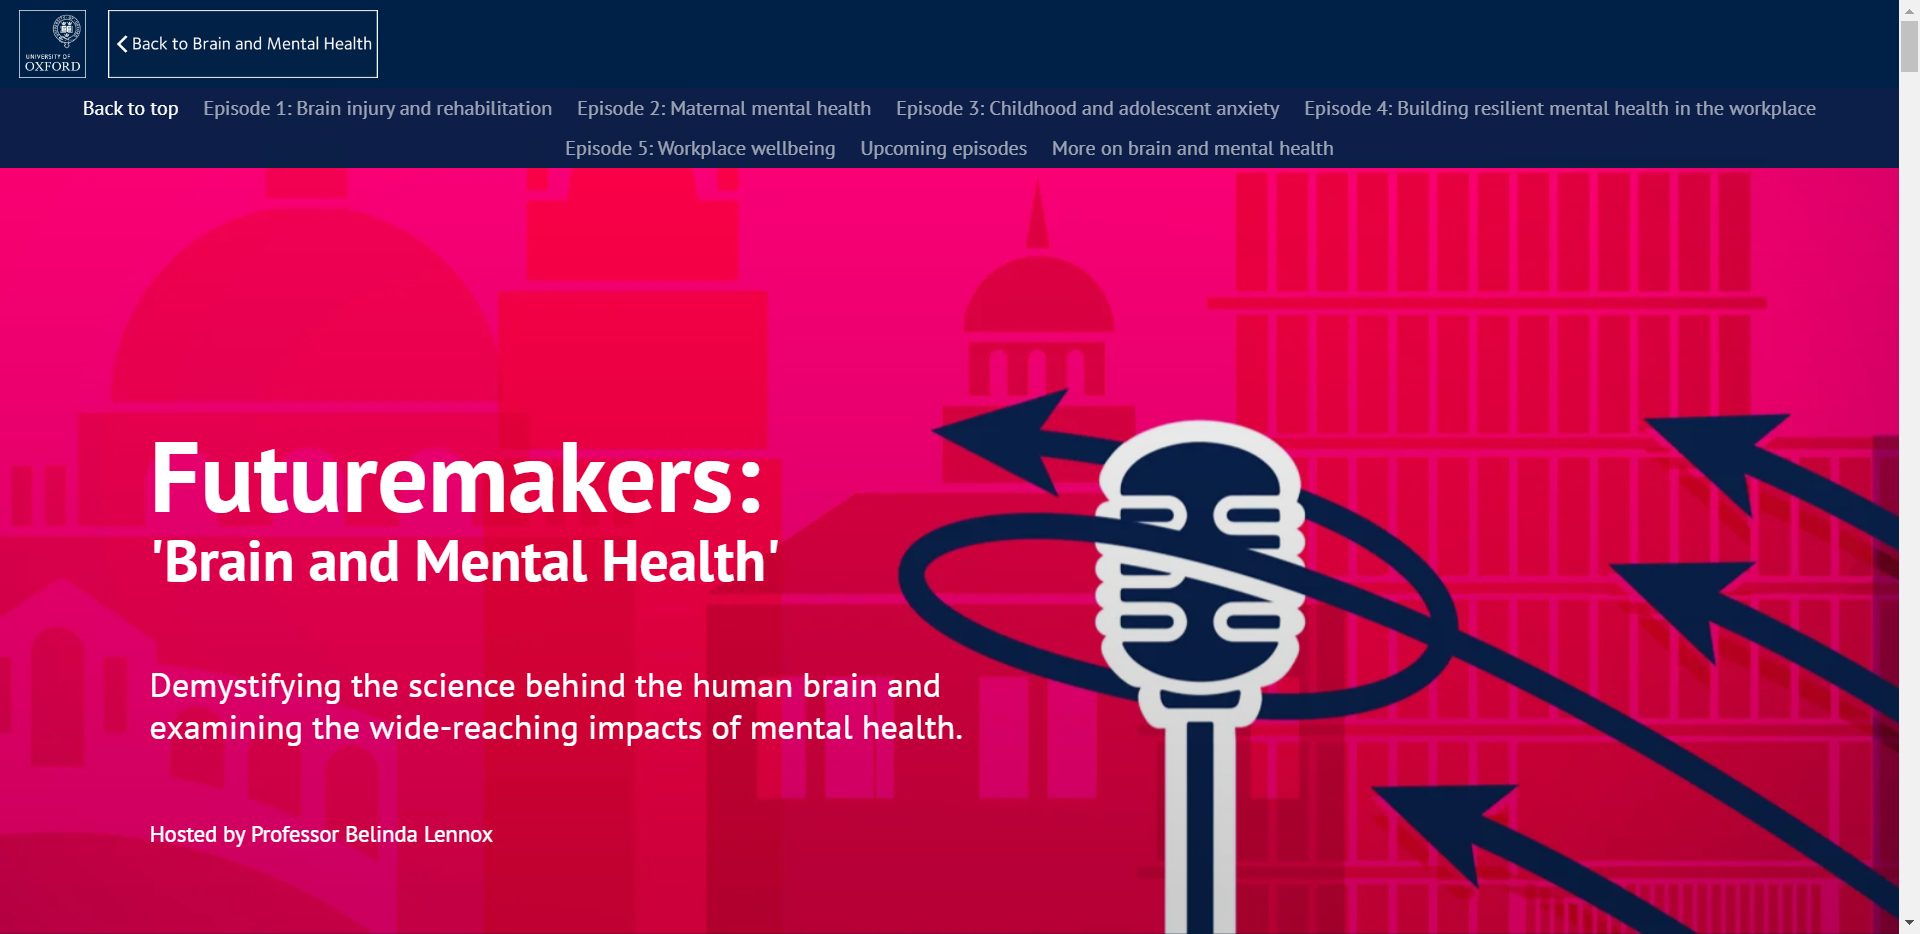 UNIVERSITY OF
OXFORD
Back to Brain and Mental Health
Back to top Episode 1: Brain injury and rehabilitation Episode 2: Maternal mental health Episode 3: Childhood and adolescent anxiety Episode 4: Building resilient mental health in the workplace
Episode 5: Workplace wellbeing Upcoming episodes More on brain and mental health
Futuremakers:
'Brain and Mental Health'
Demystifying the science behind the human brain and
examining the wide-reaching impacts of mental health.
Hosted by Professor Belinda Lennox